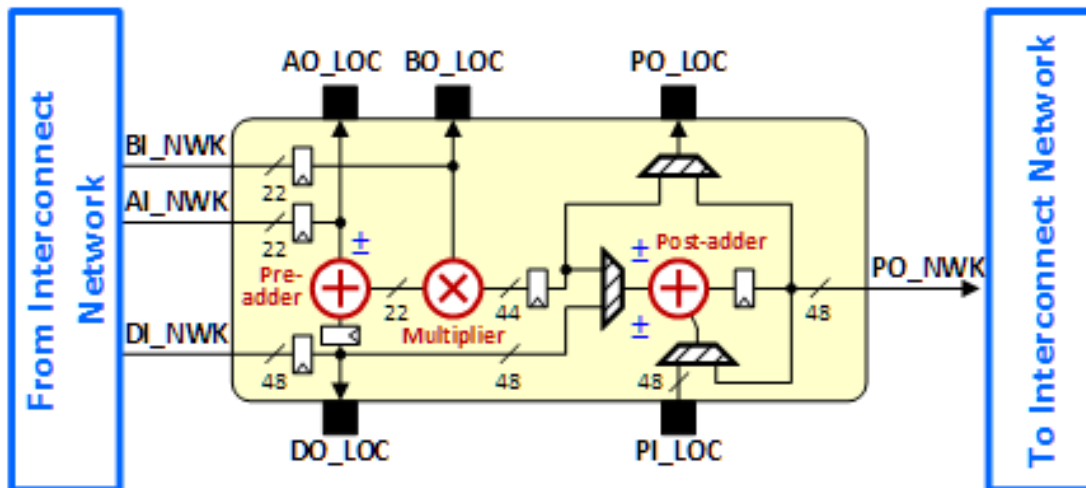 From Interconnect
Network
AO_LOC
BO_LOC
PO_LOC
BI_NWK
22
AI_NWK
22
±
Pre-
adder
22
Multiplier
44
±
Post-adder
±
PO_NWK
48
DI_NWK
48
48
48
DO_LOC
PI_LOC
To Interconnect Network